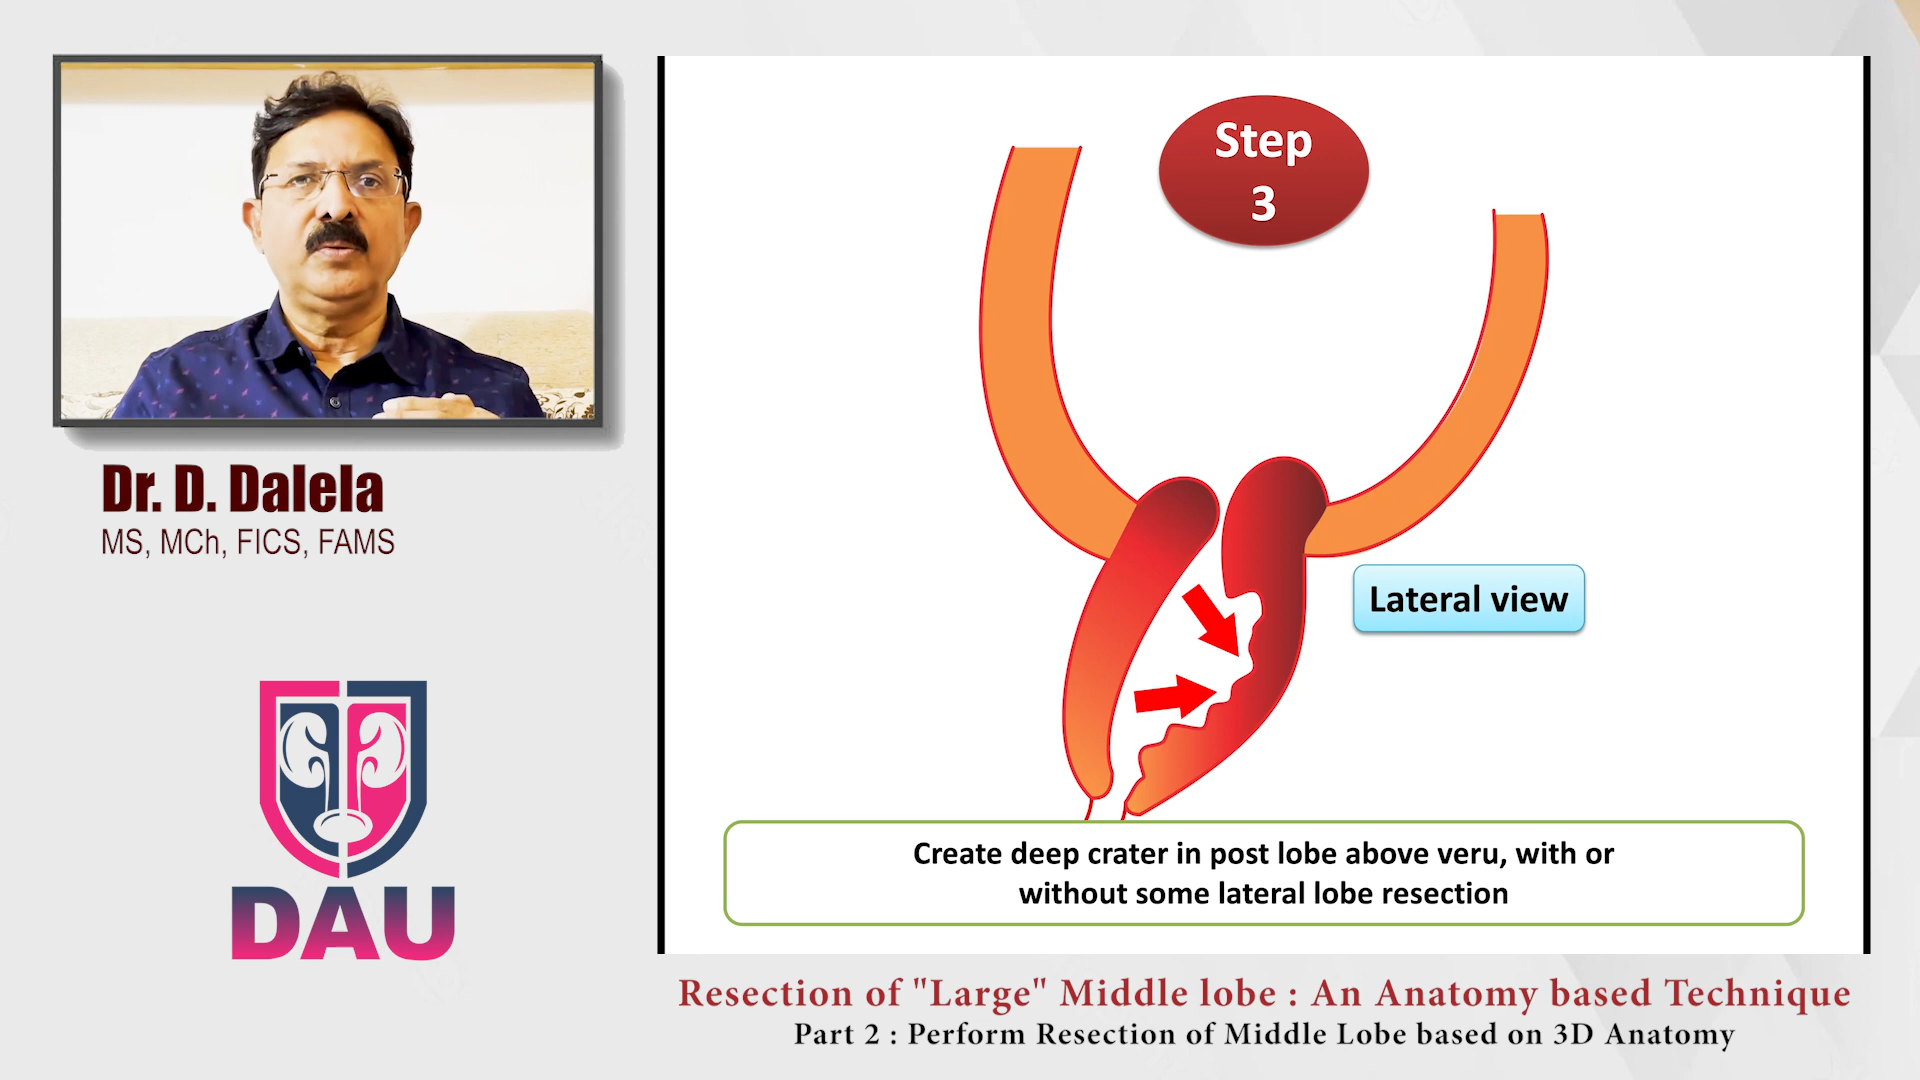 Dr. D. Dalela
MS, MCh, FICS, FAMS
DAU
Step
3
Lateral view
Create deep crater in post lobe above veru, with or
without some lateral lobe resection
Resection of "Large" Middle lobe : An Anatomy based Technique
Part 2 : Perform Resection of Middle Lobe based on 3D Anatomy